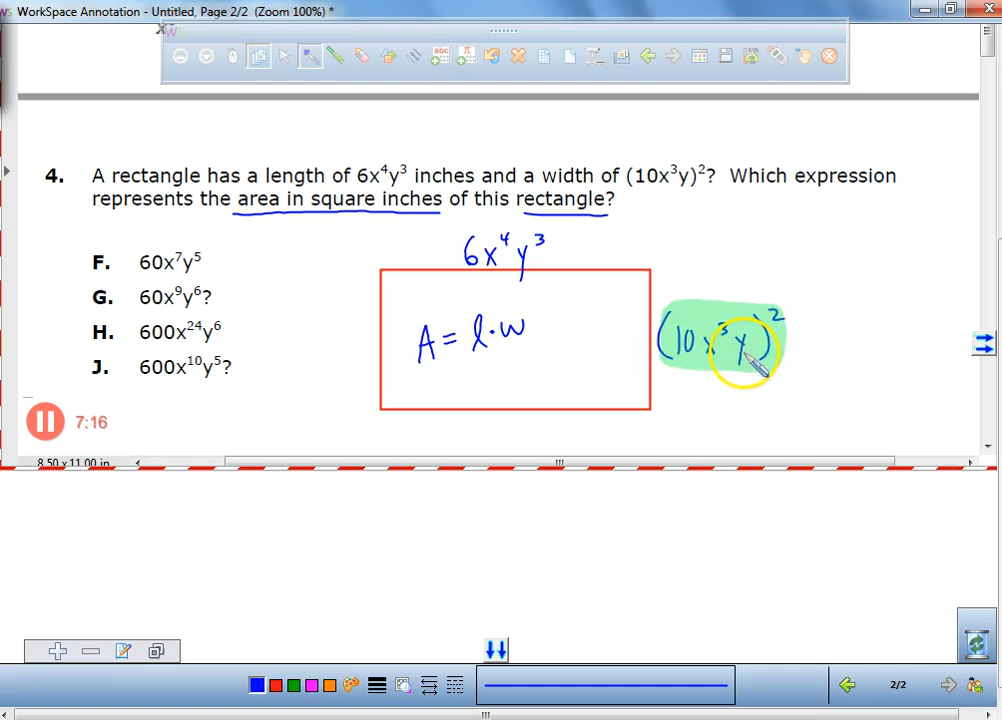 WorkSpace Annotation - Untitled, Page 2/2 (Zoom 100%) *
4. A rectangle has a length of 6x⁴y³ inches and a width of (10x³y)²? Which expression
represents the area in square inches of this rectangle?
6x⁴y³
F. 60x⁷y⁵
G. 60x⁹y⁶?
H. 600x²⁴y⁶
J. 600x¹⁰y⁵?
A = l·w
(10x³y)²
7:16
8.50 x 11.00 in
2/2